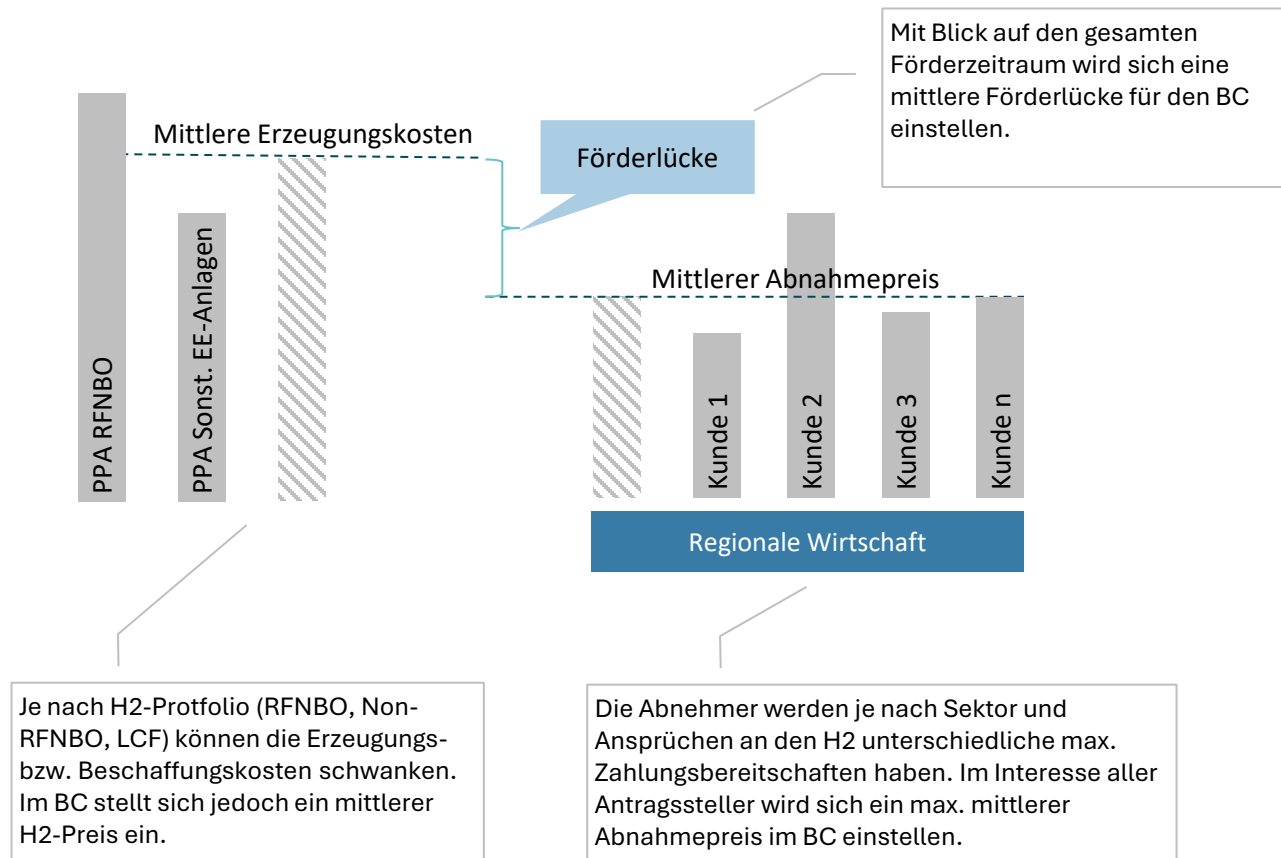 Mit Blick auf den gesamten
Förderzeitraum wird sich eine
mittlere Förderlücke für den BC
einstellen.
Mittlere Erzeugungskosten
Förderlücke
Mittlerer Abnahmepreis
PPA RFNBO
PPA Sonst. EE-Anlagen
Kunde 1
Kunde 2
Kunde 3
Kunde n
Regionale Wirtschaft
Je nach H2-Protfolio (RFNBO, Non-
RFNBO, LCF) können die Erzeugungs-
bzw. Beschaffungskosten schwanken.
Im BC stellt sich jedoch ein mittlerer
H2-Preis ein.
Die Abnehmer werden je nach Sektor und
Ansprüchen an den H2 unterschiedliche max.
Zahlungsbereitschaften haben. Im Interesse aller
Antragssteller wird sich ein max. mittlerer
Abnahmepreis im BC einstellen.